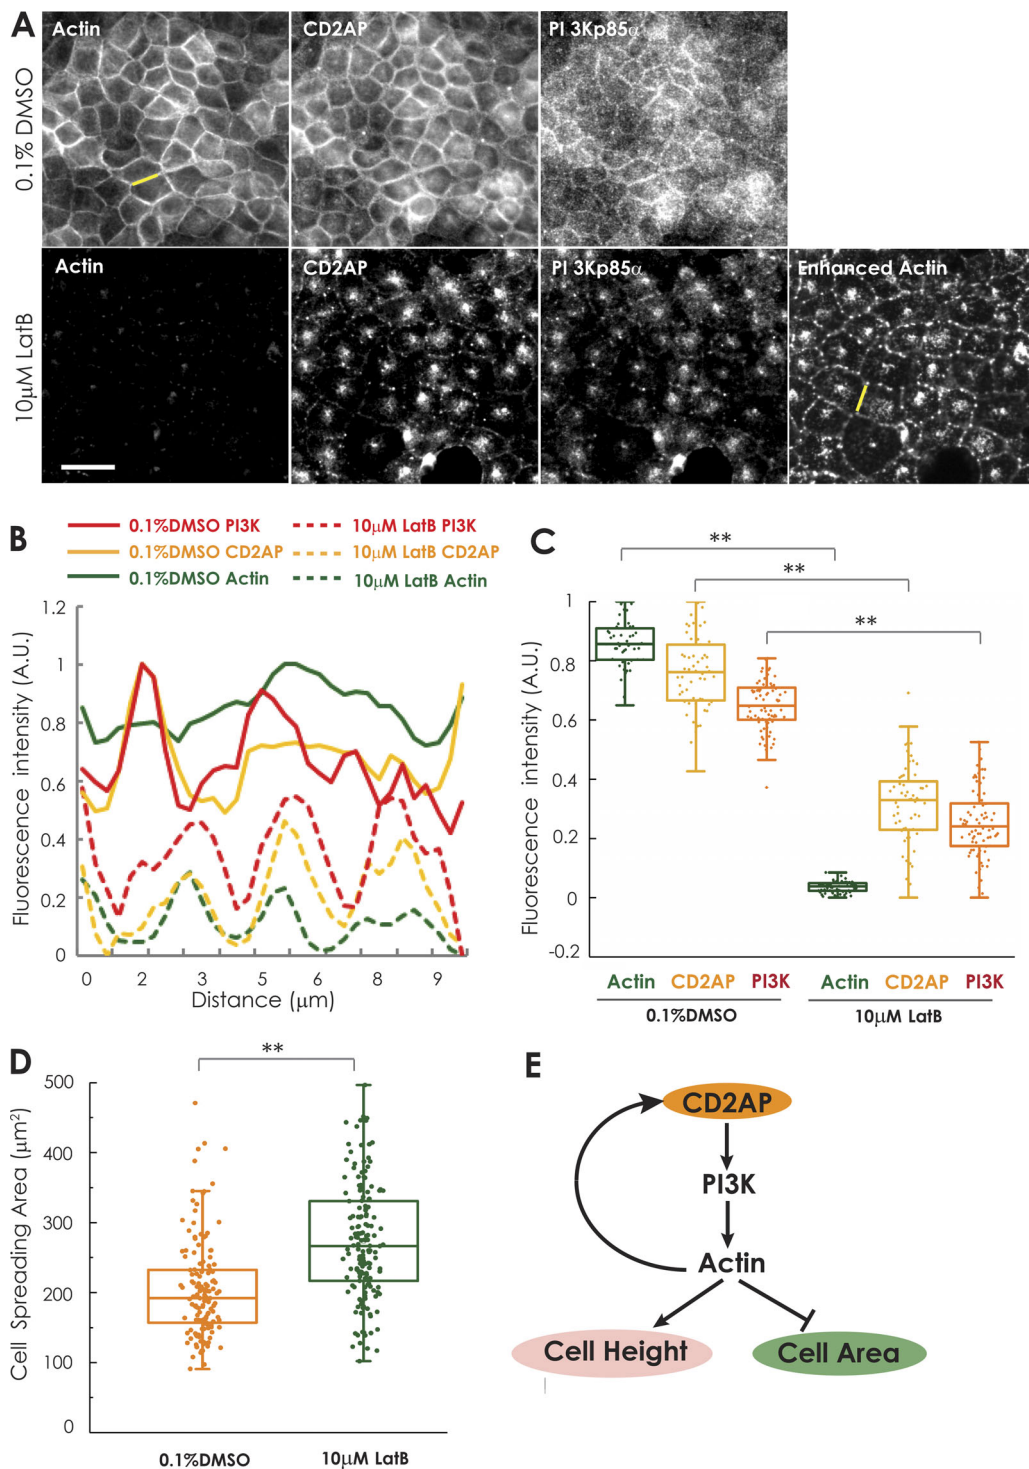 A
Actin
CD2AP
PI 3Kp85α
0.1% DMSO
Actin
CD2AP
PI 3Kp85α
Enhanced Actin
10μM LatB
B
0.1%DMSO PI3K
10μM LatB PI3K
0.1%DMSO CD2AP
10μM LatB CD2AP
0.1%DMSO Actin
10μM LatB Actin
Fluorescence intensity (A.U.)
1.2
1
0.8
0.6
0.4
0.2
0
0 2 3 5 6 8 9
Distance (μm)
C
**
**
**
Fluorescence intensity (A.U.)
1
0.8
0.6
0.4
0.2
0
-0.2
Actin CD2AP PI3K Actin CD2AP PI3K
0.1%DMSO 10μM LatB
D
**
Cell Spreading Area (μm²)
500
400
300
200
100
0
0.1%DMSO 10μM LatB
E
CD2AP
PI3K
Actin
Cell Height
Cell Area